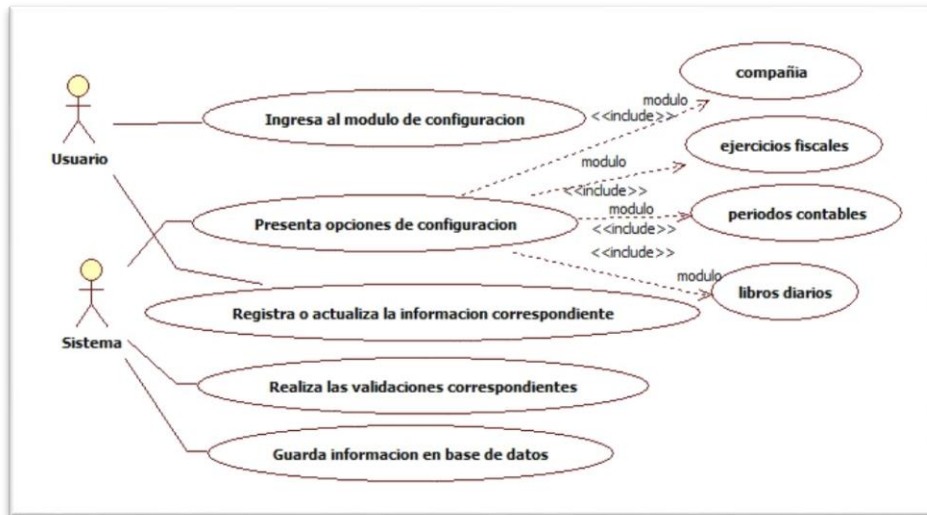 compañia
modulo
<<include>>
Ingresa al modulo de configuracion
Usuario
ejercicios fiscales
modulo
<<include>>
periodos contables
modulo
<<include>>
Presenta opciones de configuracion
<<include>>
modulo
libros diarios
Registra o actualiza la informacion correspondiente
Sistema
Realiza las validaciones correspondientes
Guarda informacion en base de datos